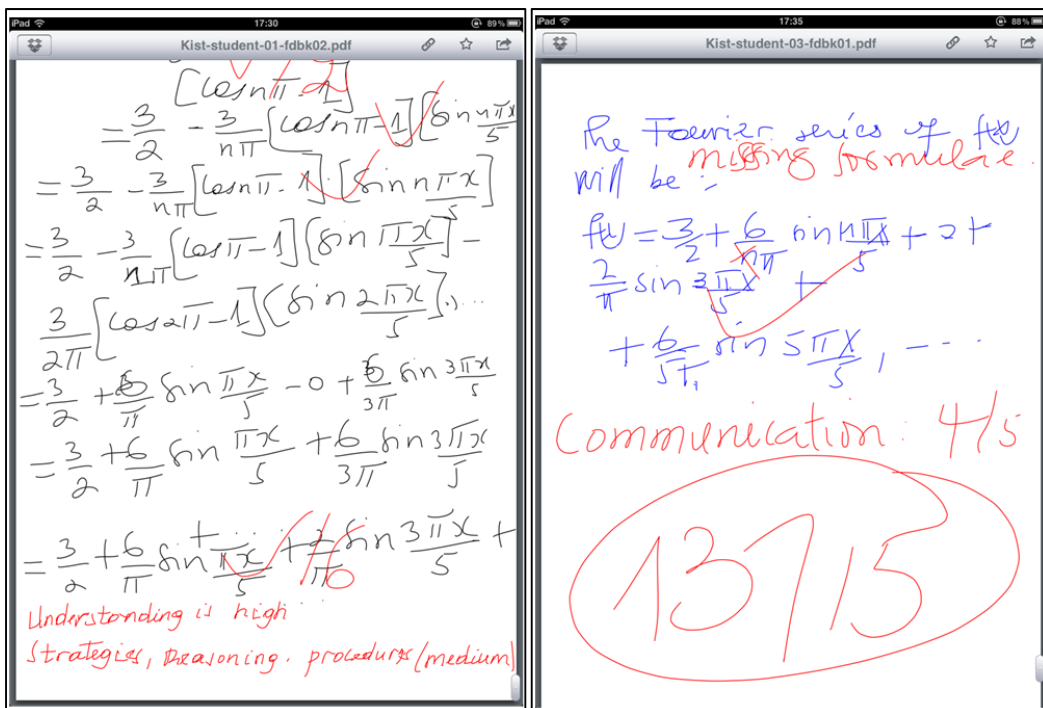 iPad 17:30 89%
Kist-student-01-fdbk02.pdf
[cos nπ - 1] /2
= 3/2 - 3/nπ [cos nπ - 1] [sin nπx/5
= 3/2 - 3/nπ [cos nπ - 1] · [sin nπx/5]
= 3/2 - 3/nπ [cos π - 1] [sin πx/5] -
3/2π [cos 2π - 1] [sin 2πx/5] ,...
= 3/2 + 6/π sin πx/5 - 0 + 6/3π sin 3πx/5
= 3/2 + 6/π sin πx/5 + 6/3π sin 3πx/5
+ ...
= 3/2 + 6/π sin πx/5 + 2/π sin 3πx/5 +
Understanding is high
Strategies, Reasoning. procedures/(medium)
iPad 17:35 88%
Kist-student-03-fdbk01.pdf
The Fourier series of f(x)
missing formulae.
will be :-
f(x) = 3/2 + 6/nπ sin nπx/5 + 2+
2/π sin 3πx/5 +
+ 6/5π sin 5πx/5, ----
Communication: 4/5
13/15